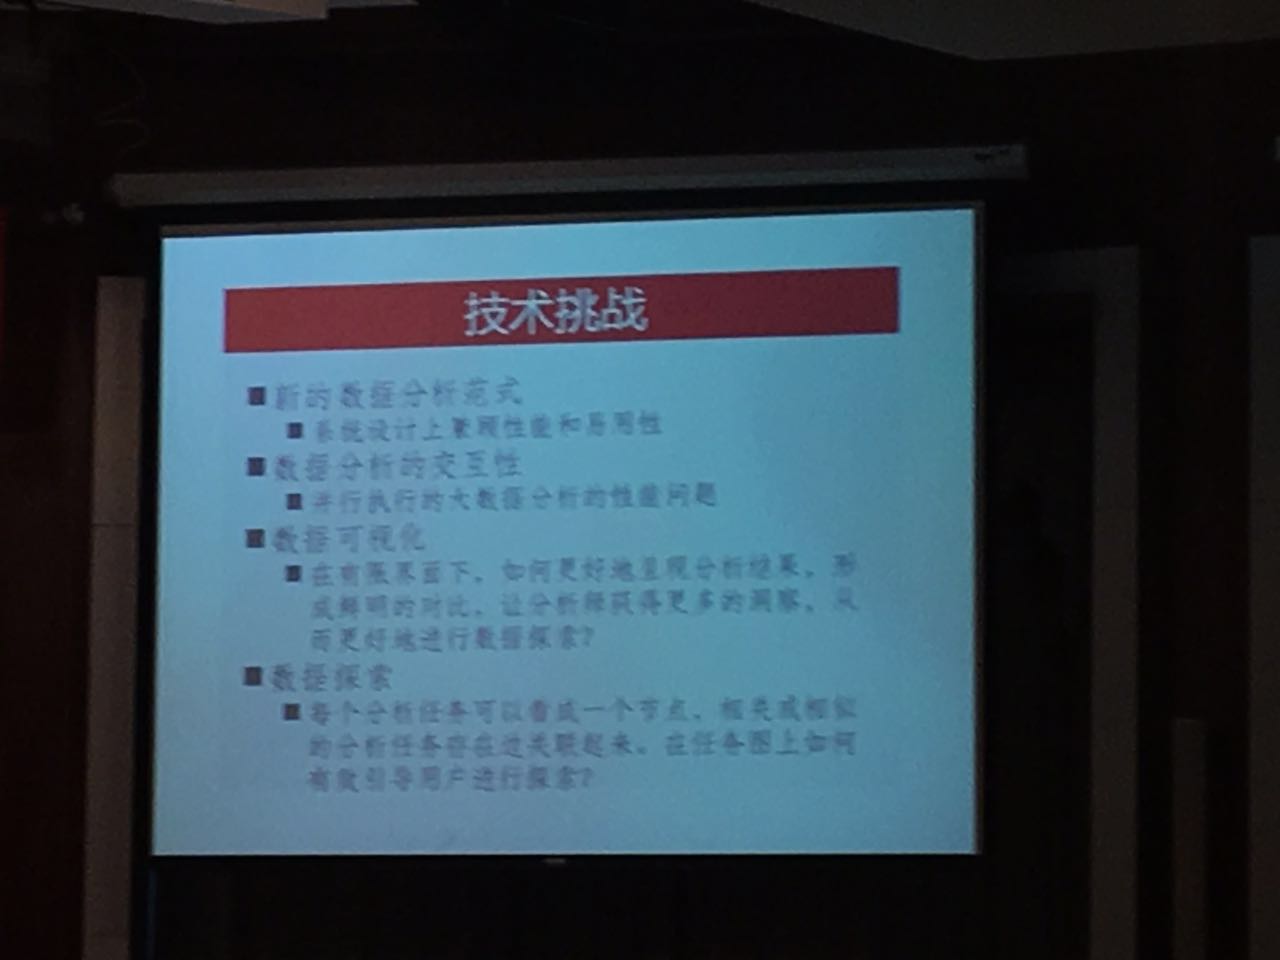 技术挑战
■新的数据分析范式
■系统设计上兼顾性能和易用性
■数据分析的交互性
■并行执行的大数据分析的性能问题
■数据可视化
■在有限界面下，如何更好地呈现分析结果，形
成鲜明的对比，让分析师获得更多的洞察，从
而更好地进行数据探索？
■数据探索
■每个分析任务可以看成一个节点，相关或相似
的分析任务存在边关联起来。在任务图上如何
有效引导用户进行探索？